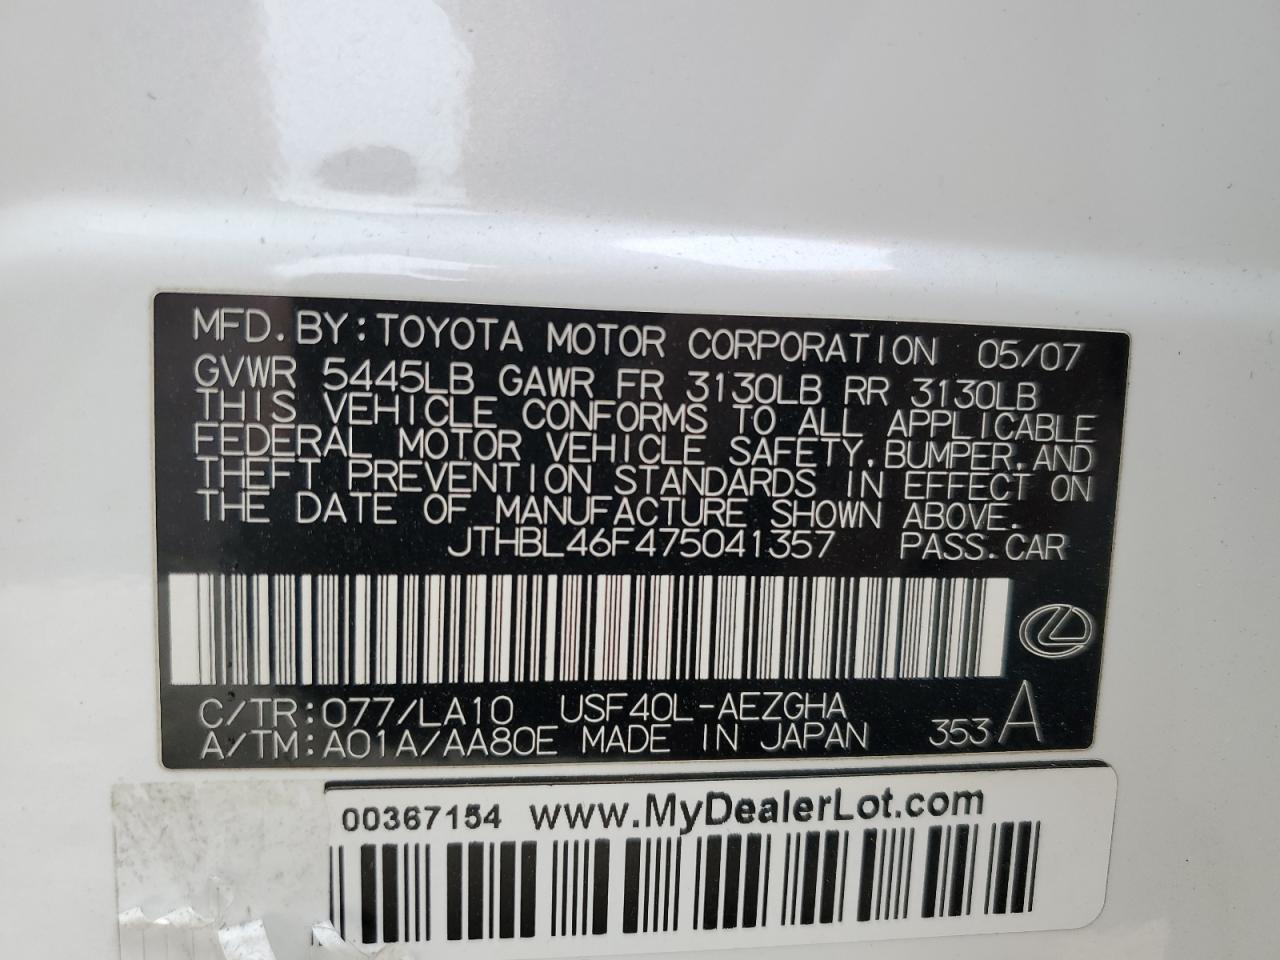 MFD. BY: TOYOTA MOTOR CORPORATION 05/07
GVWR 5445LB GAWR FR 3130LB RR 3130LB
THIS VEHICLE CONFORMS TO ALL APPLICABLE
FEDERAL MOTOR VEHICLE SAFETY, BUMPER, AND
THEFT PREVENTION STANDARDS IN EFFECT ON
THE DATE OF MANUFACTURE SHOWN ABOVE.
JTHBL46F475041357 PASS. CAR
C/TR: 077/LA10 USF40L-AEZGHA
A/TM: A01A/AA80E MADE IN JAPAN 353 A
00367154 www.MyDealerLot.com